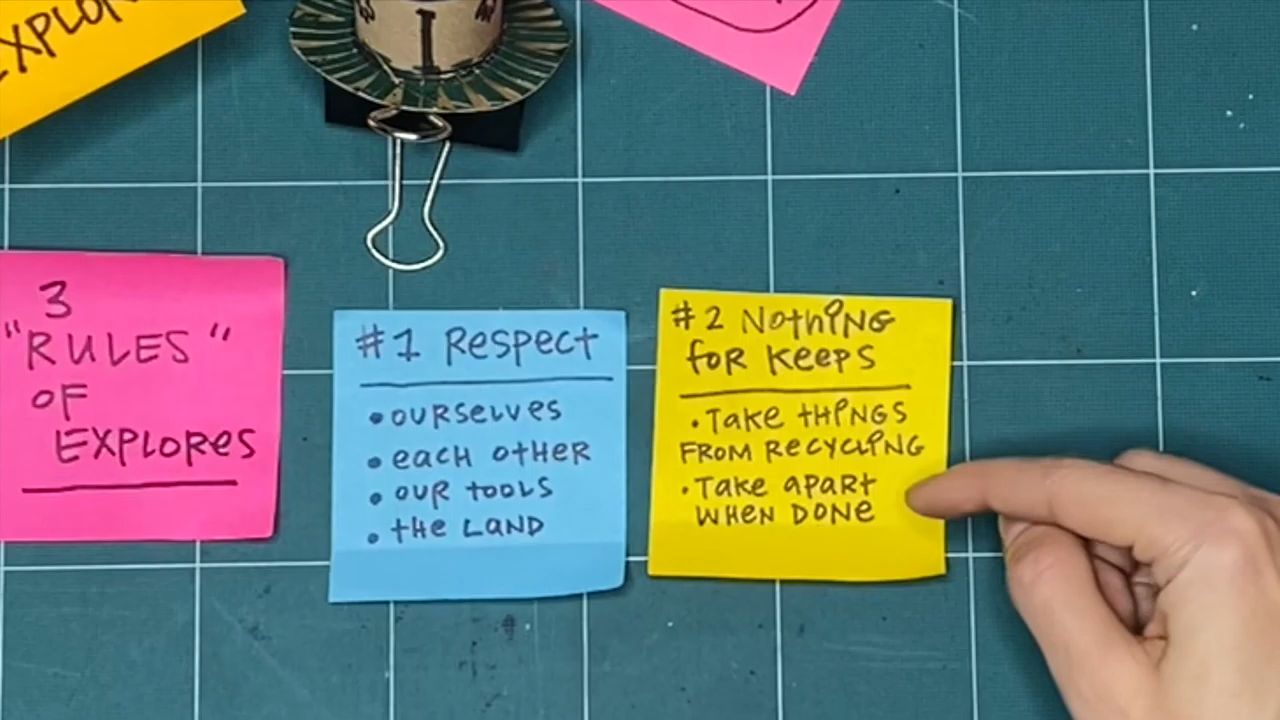 EXPLOR
I
3
"RULES"
OF
EXPLORES
#1 Respect
• OURSELVES
• each OTHER
• OUR TOOLS
• the LAND
#2 NothiNG
for Keeps
• Take thiNGS
FROM RecycliNG
• Take apart
WHEN DONE